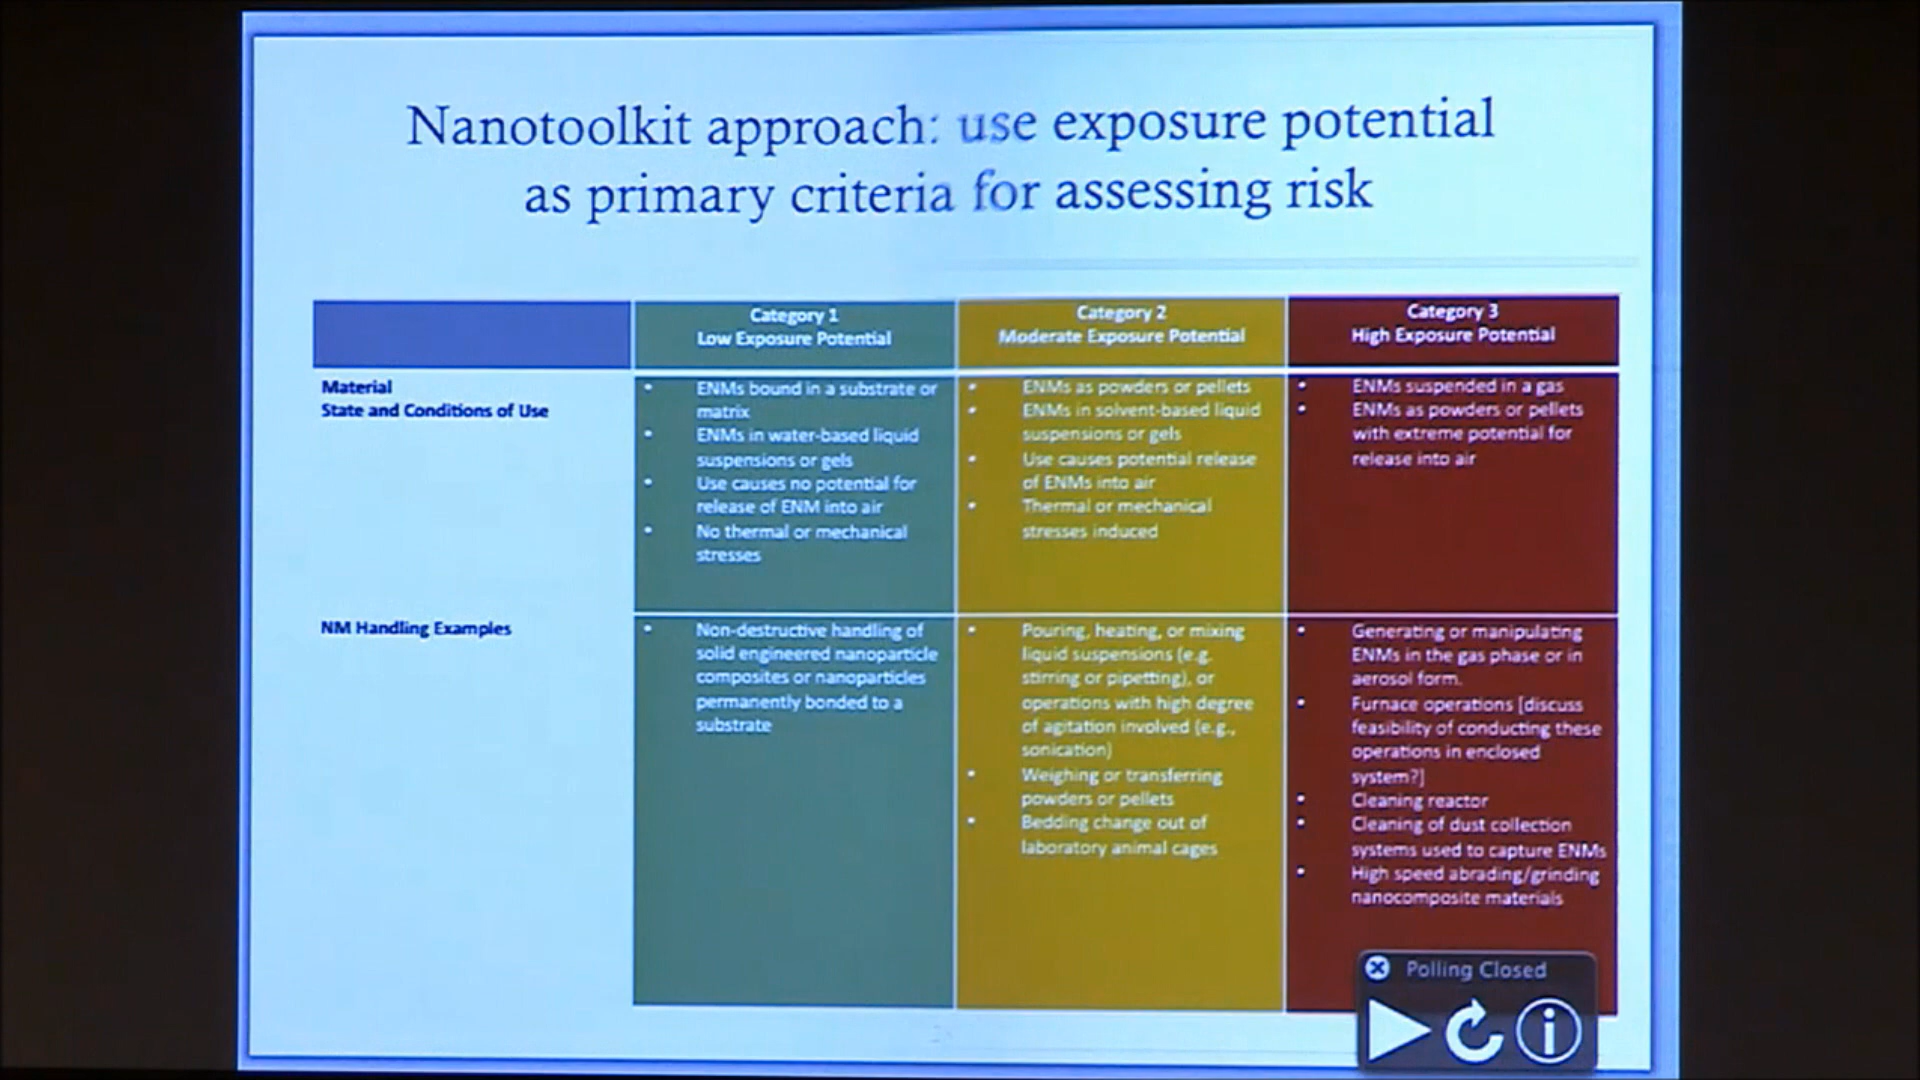 Nanotoolkit approach: use exposure potential
as primary criteria for assessing risk
Category 1
Low Exposure Potential
Category 2
Moderate Exposure Potential
Category 3
High Exposure Potential
Material
State and Conditions of Use
• ENMs bound in a substrate or
matrix
• ENMs in water-based liquid
suspensions or gels
• Use causes no potential for
release of ENM into air
• No thermal or mechanical
stresses
• ENMs as powders or pellets
• ENMs in solvent-based liquid
suspensions or gels
• Use causes potential release
of ENMs into air
• Thermal or mechanical
stresses induced
• ENMs suspended in a gas
• ENMs as powders or pellets
with extreme potential for
release into air
NM Handling Examples
• Non-destructive handling of
solid engineered nanoparticle
composites or nanoparticles
permanently bonded to a
substrate
• Pouring, heating, or mixing
liquid suspensions (e.g.
stirring or pipetting), or
operations with high degree
of agitation involved (e.g.,
sonication)
• Weighing or transferring
powders or pellets
• Bedding change out of
laboratory animal cages
• Generating or manipulating
ENMs in the gas phase or in
aerosol form.
• Furnace operations [discuss
feasibility of conducting these
operations in enclosed
system?]
• Cleaning reactor
• Cleaning of dust collection
systems used to capture ENMs
• High speed abrading/grinding
nanocomposite materials
Polling Closed